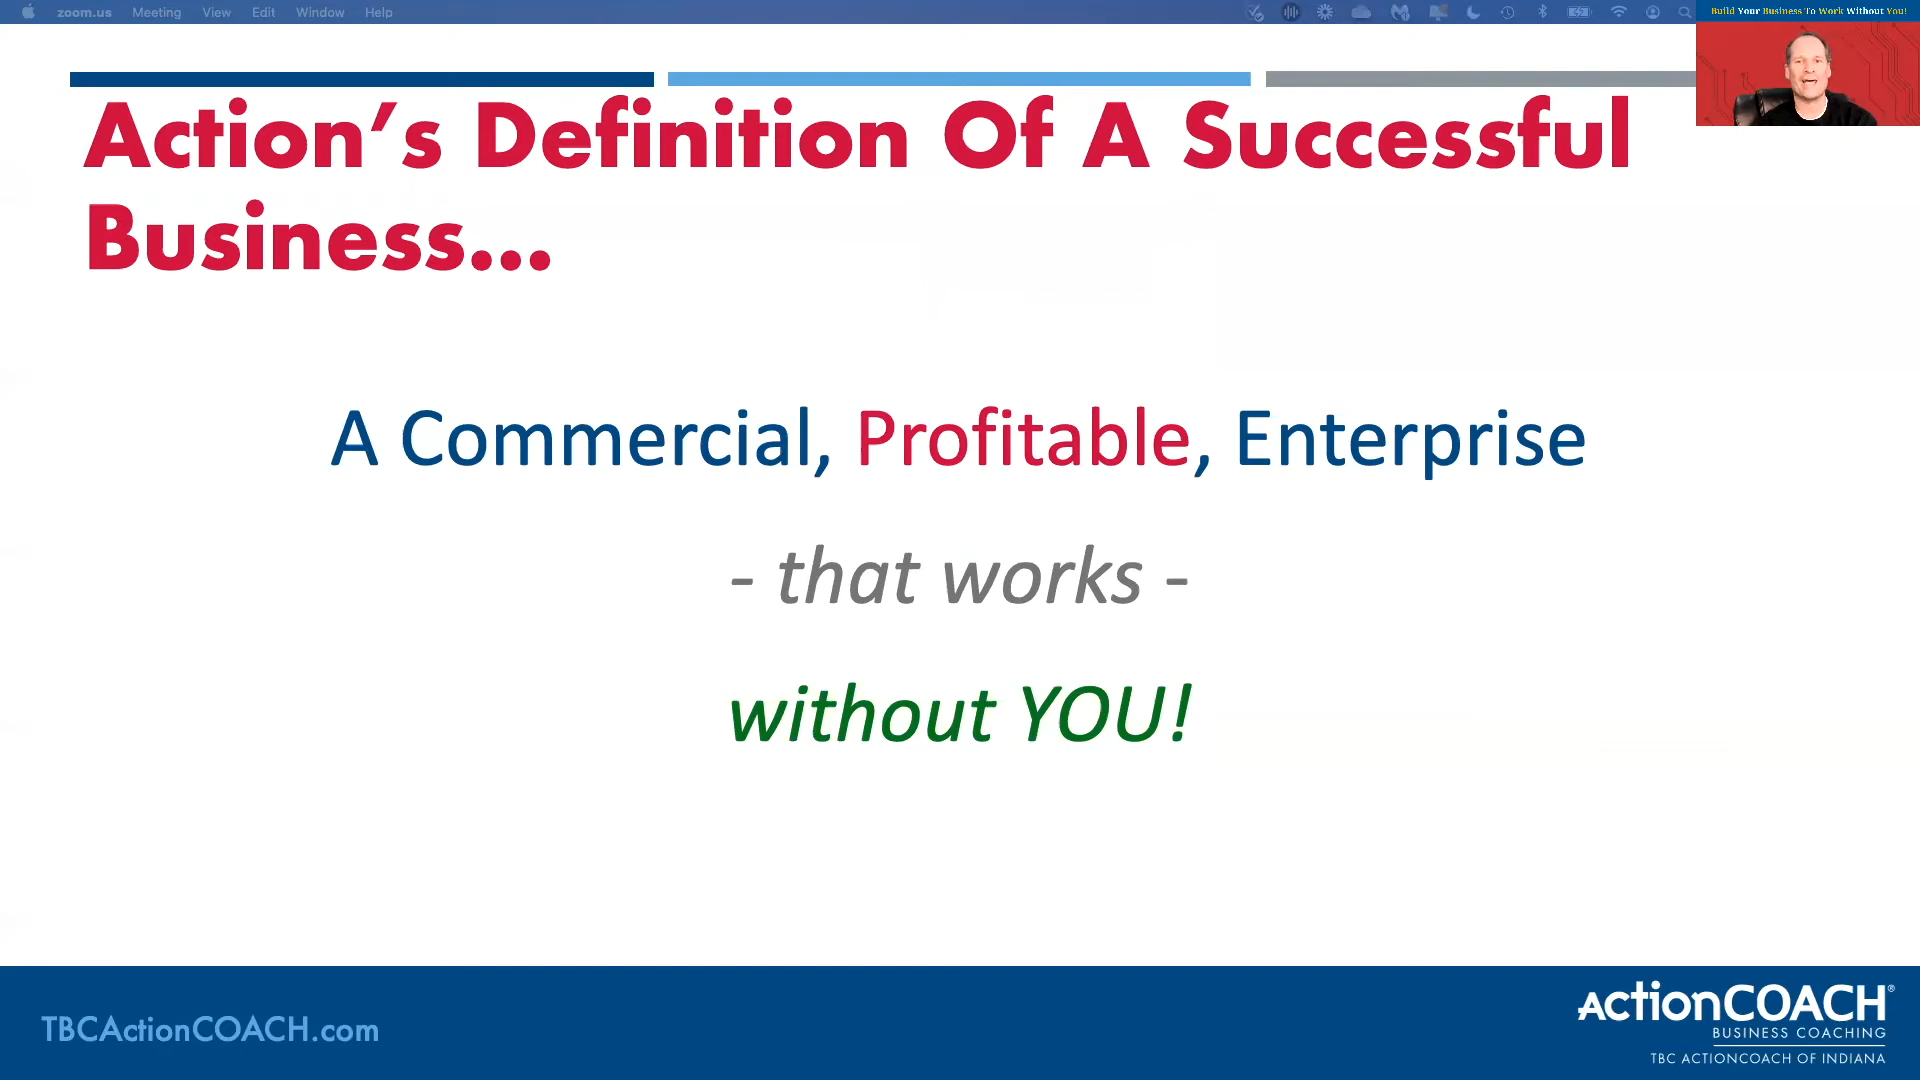 zoom.us Meeting View Edit Window Help
Build Your Business To Work Without You!
Action’s Definition Of A Successful
Business...
A Commercial, Profitable, Enterprise
- that works -
without YOU!
TBCActionCOACH.com
actionCOACH®
BUSINESS COACHING
TBC ACTIONCOACH OF INDIANA